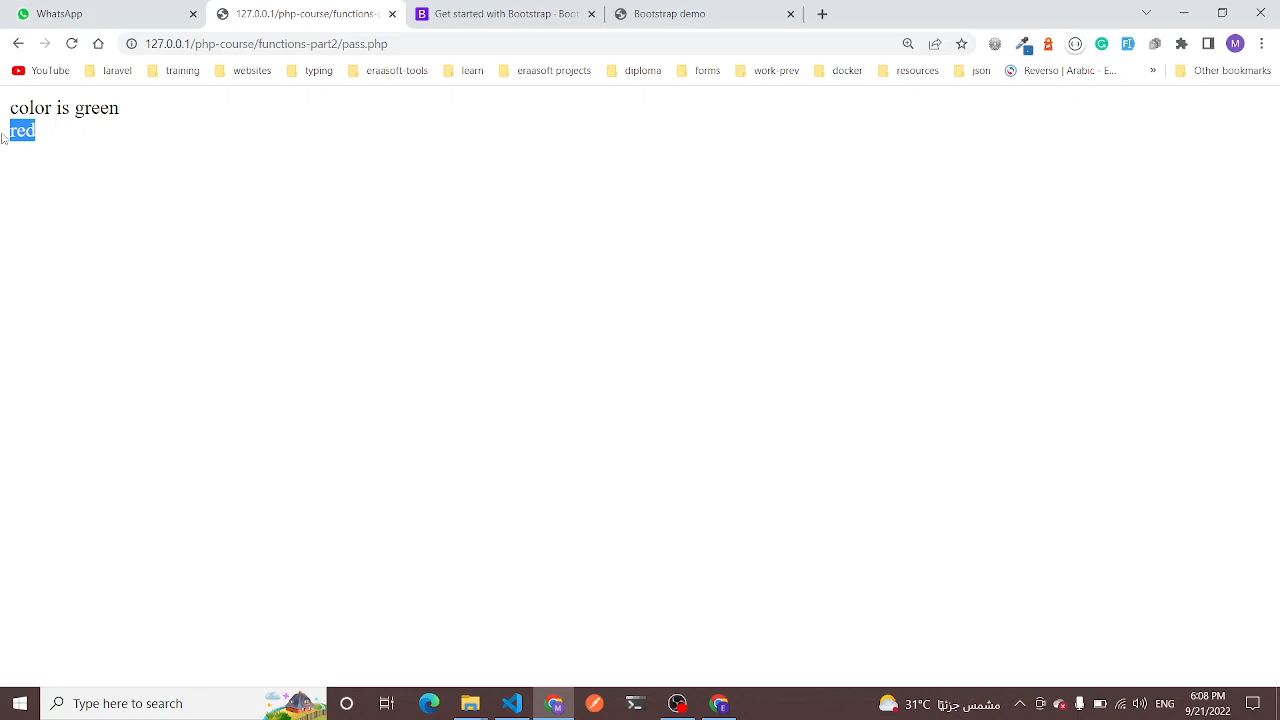 WhatsApp
127.0.0.1/php-course/functions-p
Get started with Bootstrap · Boot
Bootstrap demo
127.0.0.1/php-course/functions-part2/pass.php
YouTube
laravel
training
websites
typing
eraasoft-tools
learn
eraasoft projects
diploma
forms
work-prev
docker
resources
json
Reverso | Arabic - E...
»
Other bookmarks
color is green
red
Type here to search
31°C مشمس جزئيًا
ENG
6:08 PM
9/21/2022